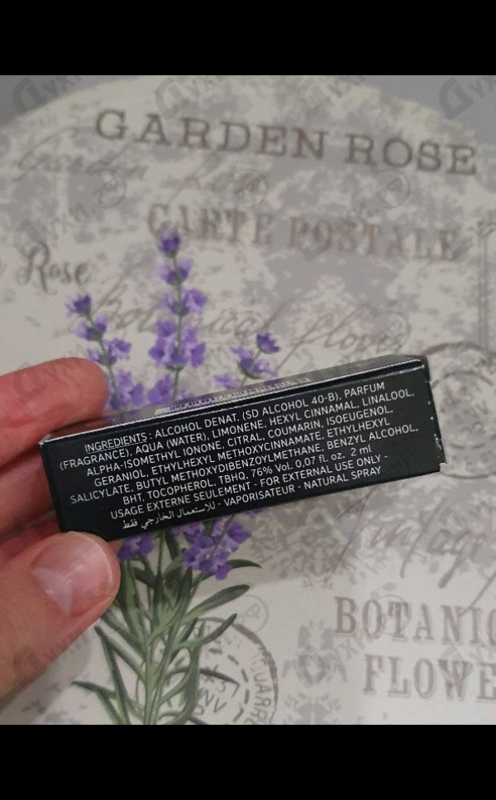 GARDEN ROSE
CARTE POSTALE
Rose
Botanical flower
INGREDIENTS : ALCOHOL DENAT. (SD ALCOHOL 40-B), PARFUM
(FRAGRANCE), AQUA (WATER), LIMONENE, HEXYL CINNAMAL, LINALOOL,
ALPHA-ISOMETHYL IONONE, CITRAL, COUMARIN, ISOEUGENOL,
GERANIOL, ETHYLHEXYL METHOXYCINNAMATE, ETHYLHEXYL
SALICYLATE, BUTYL METHOXYDIBENZOYLMETHANE, BENZYL ALCOHOL,
BHT, TOCOPHEROL, TBHQ. 76% Vol. 0.07 fl. oz. 2 ml
USAGE EXTERNE SEULEMENT - FOR EXTERNAL USE ONLY -
للاستعمال الخارجي فقط - VAPORISATEUR - NATURAL SPRAY
BOTANIC
FLOWE